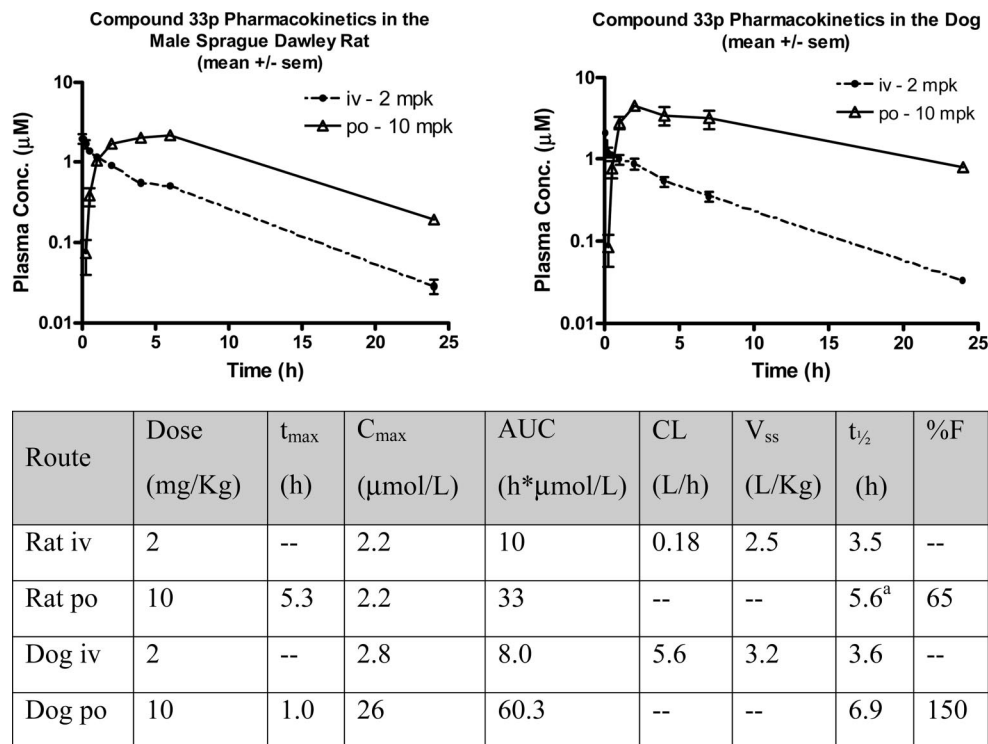 Compound 33p Pharmacokinetics in the
Male Sprague Dawley Rat
(mean +/- sem)
10
1
0.1
0.01
Plasma Conc. (μM)
iv - 2 mpk
po - 10 mpk
0 5 10 15 20 25
Time (h)
Compound 33p Pharmacokinetics in the Dog
(mean +/- sem)
10
1
0.1
0.01
Plasma Conc. (μM)
iv - 2 mpk
po - 10 mpk
0 5 10 15 20 25
Time (h)
Route Dose (mg/Kg) tmax (h) Cmax (μmol/L) AUC (h*μmol/L) CL (L/h) Vss (L/Kg) t½ (h) %F
Rat iv 2 -- 2.2 10 0.18 2.5 3.5 --
Rat po 10 5.3 2.2 33 -- -- 5.6a 65
Dog iv 2 -- 2.8 8.0 5.6 3.2 3.6 --
Dog po 10 1.0 26 60.3 -- -- 6.9 150